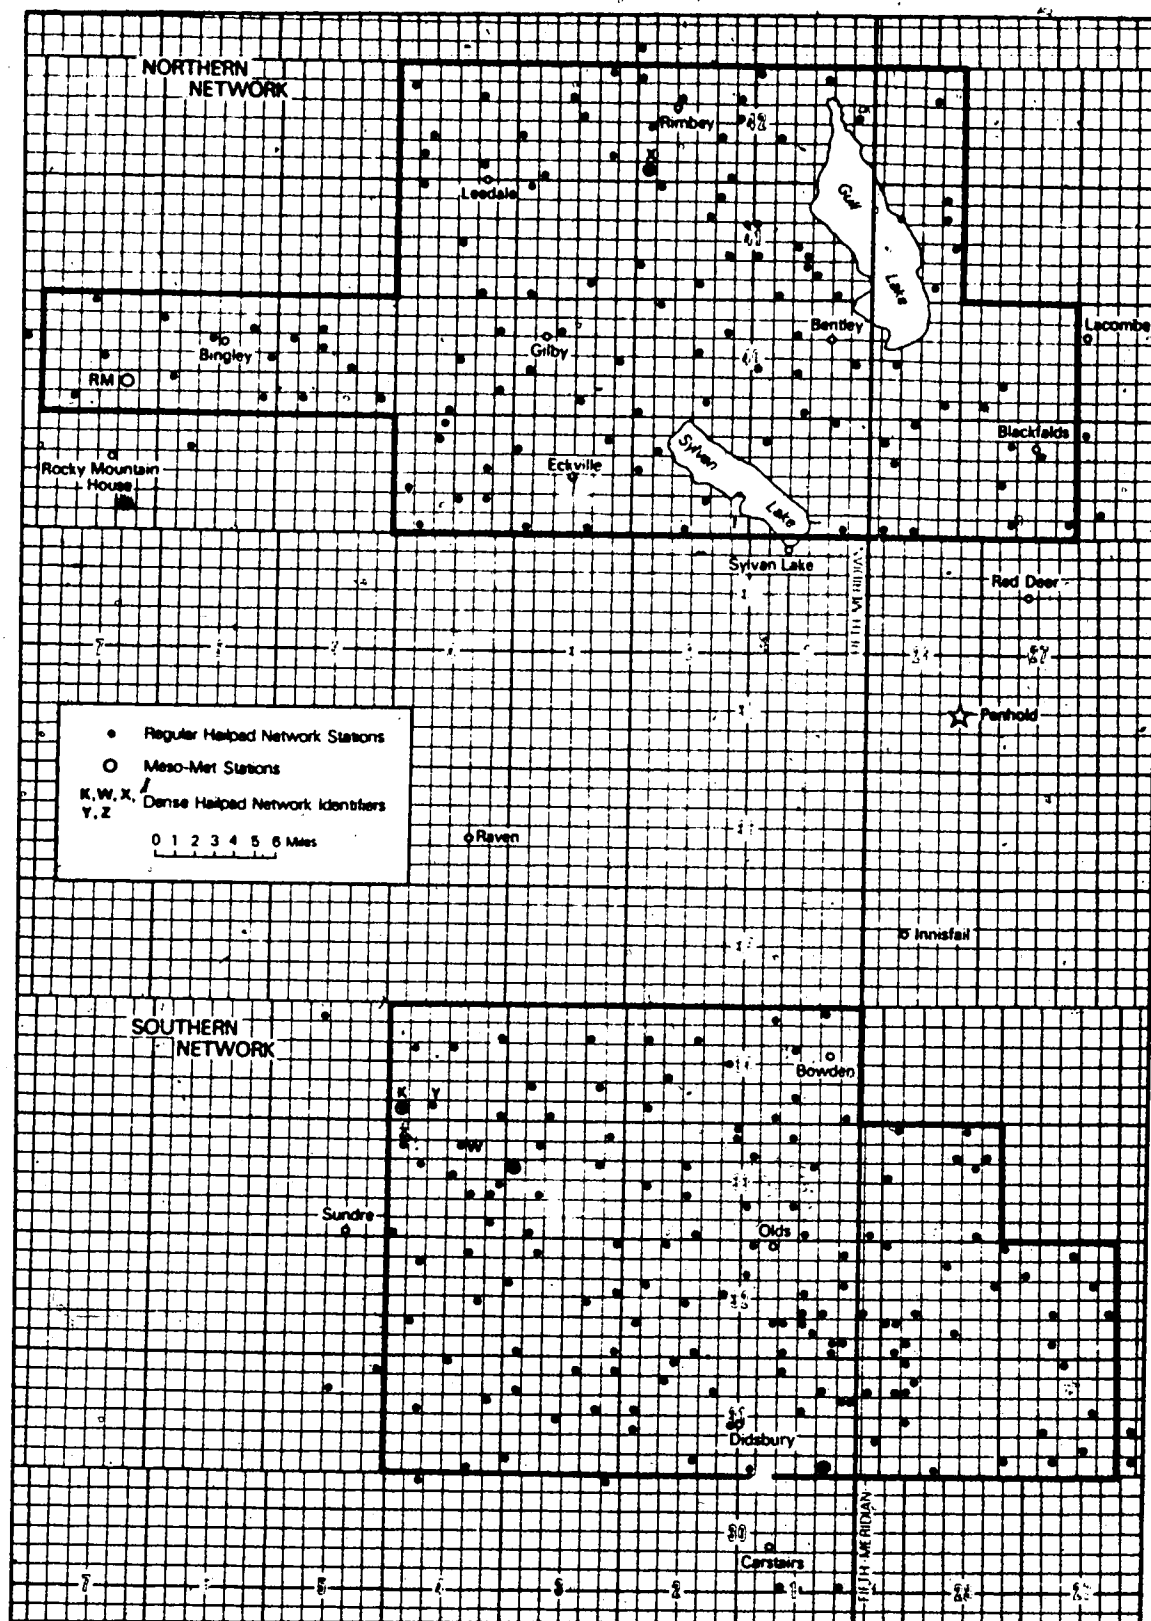 NORTHERN
NETWORK
Rimbey
X
Leedale
Gull
Lake
Bentley
Lacombe
Bingley
Gilby
RM
Blackfalds
Rocky Mountain
House
Eckville
Sylvan
Lake
Sylvan Lake
Red Deer
FIFTH MERIDIAN
Penhold
Regular Hailpad Network Stations
Meso-Met Stations
K, W, X, Dense Hailpad Network Identifiers
Y, Z
0 1 2 3 4 5 6 Miles
Raven
Innisfail
SOUTHERN
NETWORK
Bowden
K Y
W
Sundre
Olds
Didsbury
Carstairs
FIFTH MERIDIAN